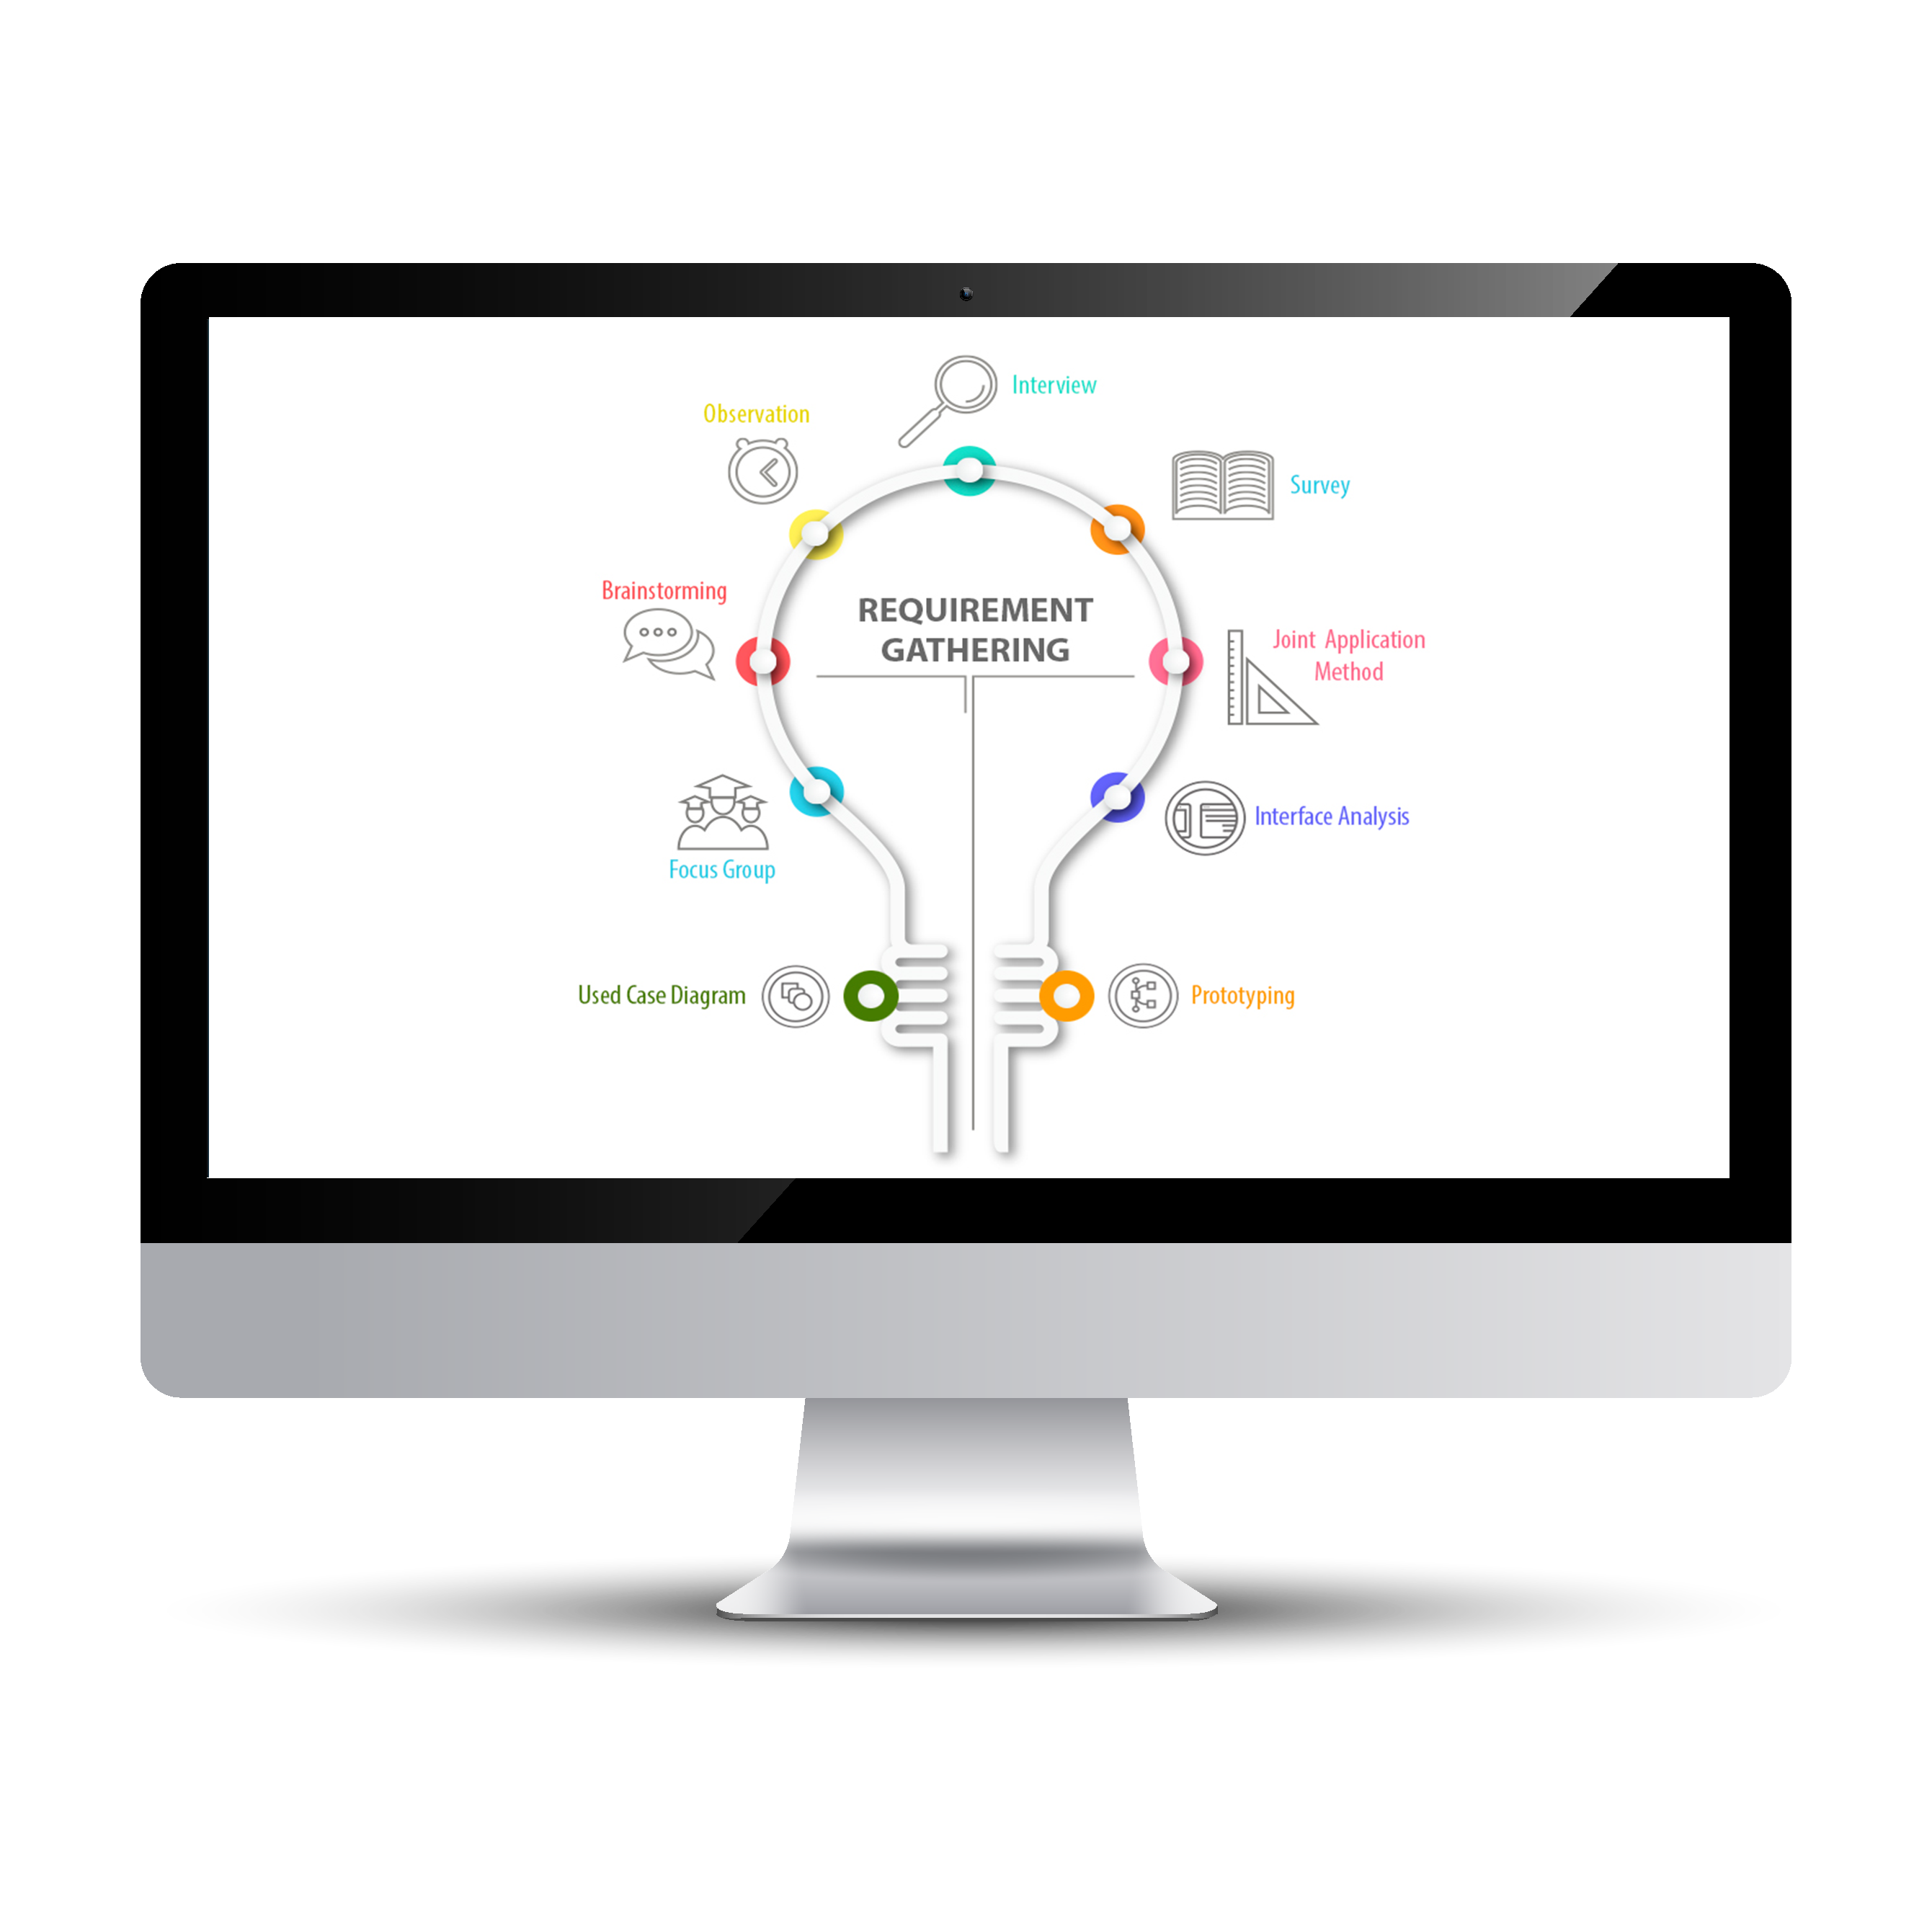 Interview
Observation
Survey
Brainstorming
REQUIREMENT
GATHERING
Joint Application
Method
Interface Analysis
Focus Group
Used Case Diagram
Prototyping